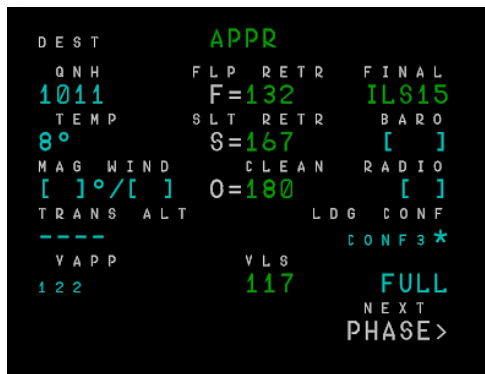 DEST APPR
QNH FLP RETR FINAL
1011 F=132 ILS15
TEMP SLT RETR BARO
8° S=167 [ ]
MAG WIND CLEAN RADIO
[ ]°/[ ] O=180 [ ]
TRANS ALT LDG CONF
---- CONF3*
VAPP VLS
122 117 FULL
NEXT
PHASE>